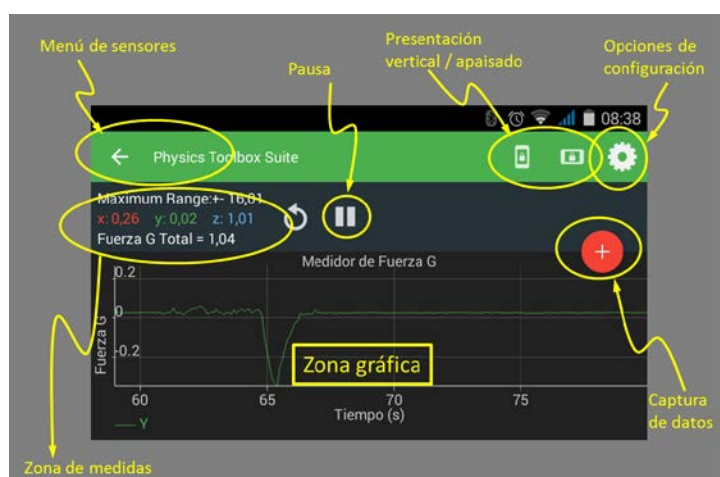 Menú de sensores
Pausa
Presentación
vertical / apaisado
Opciones de
configuración
08:38
Physics Toolbox Suite
Maximum Range:+- 16,01
x: 0,26 y: 0,02 z: 1,01
Fuerza G Total = 1,04
+
Medidor de Fuerza G
0.2
0
-0.2
Fuerza G
Zona gráfica
60 65 70 75
Tiempo (s)
Y
Captura
de datos
Zona de medidas